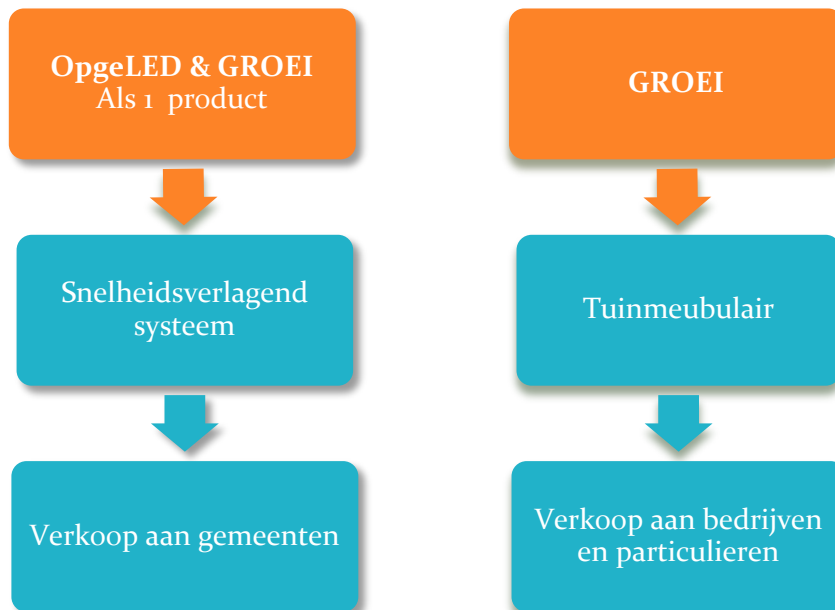 OpgeLED & GROEI
Als 1 product
Snelheidsverlagend
systeem
Verkoop aan gemeenten
GROEI
Tuinmeubulair
Verkoop aan bedrijven
en particulieren